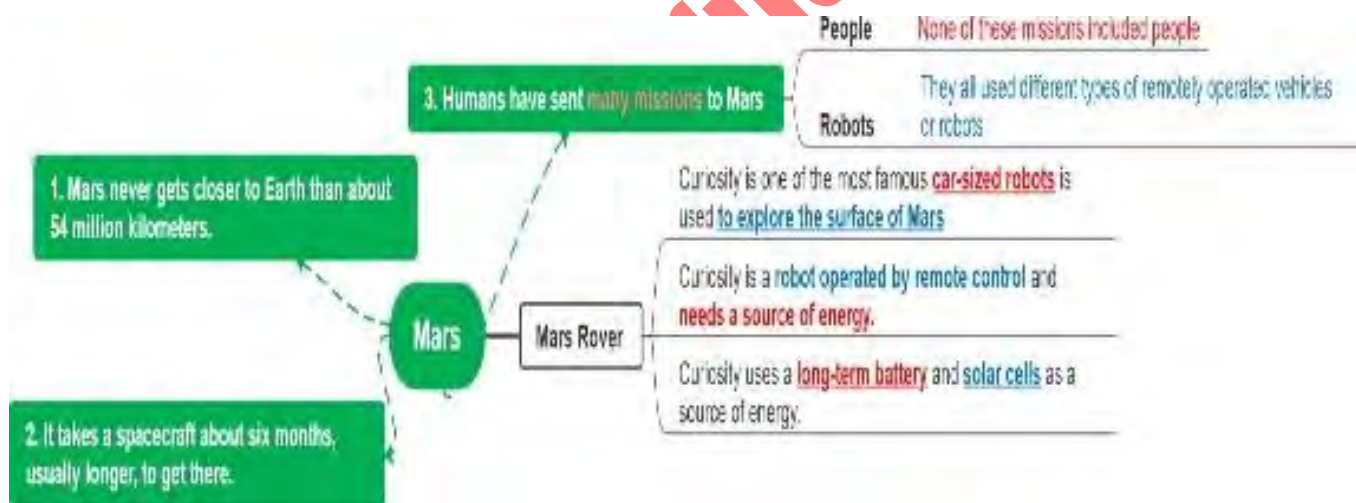 People None of these missions included people
3. Humans have sent many missions to Mars
They all used different types of remotely operated vehicles
Robots or robots
1. Mars never gets closer to Earth than about
54 million kilometers.
Curiosity is one of the most famous car-sized robots is
used to explore the surface of Mars
Curiosity is a robot operated by remote control and
needs a source of energy.
Mars
Mars Rover
Curiosity uses a long-term battery and solar cells as a
source of energy.
2. It takes a spacecraft about six months,
usually longer, to get there.